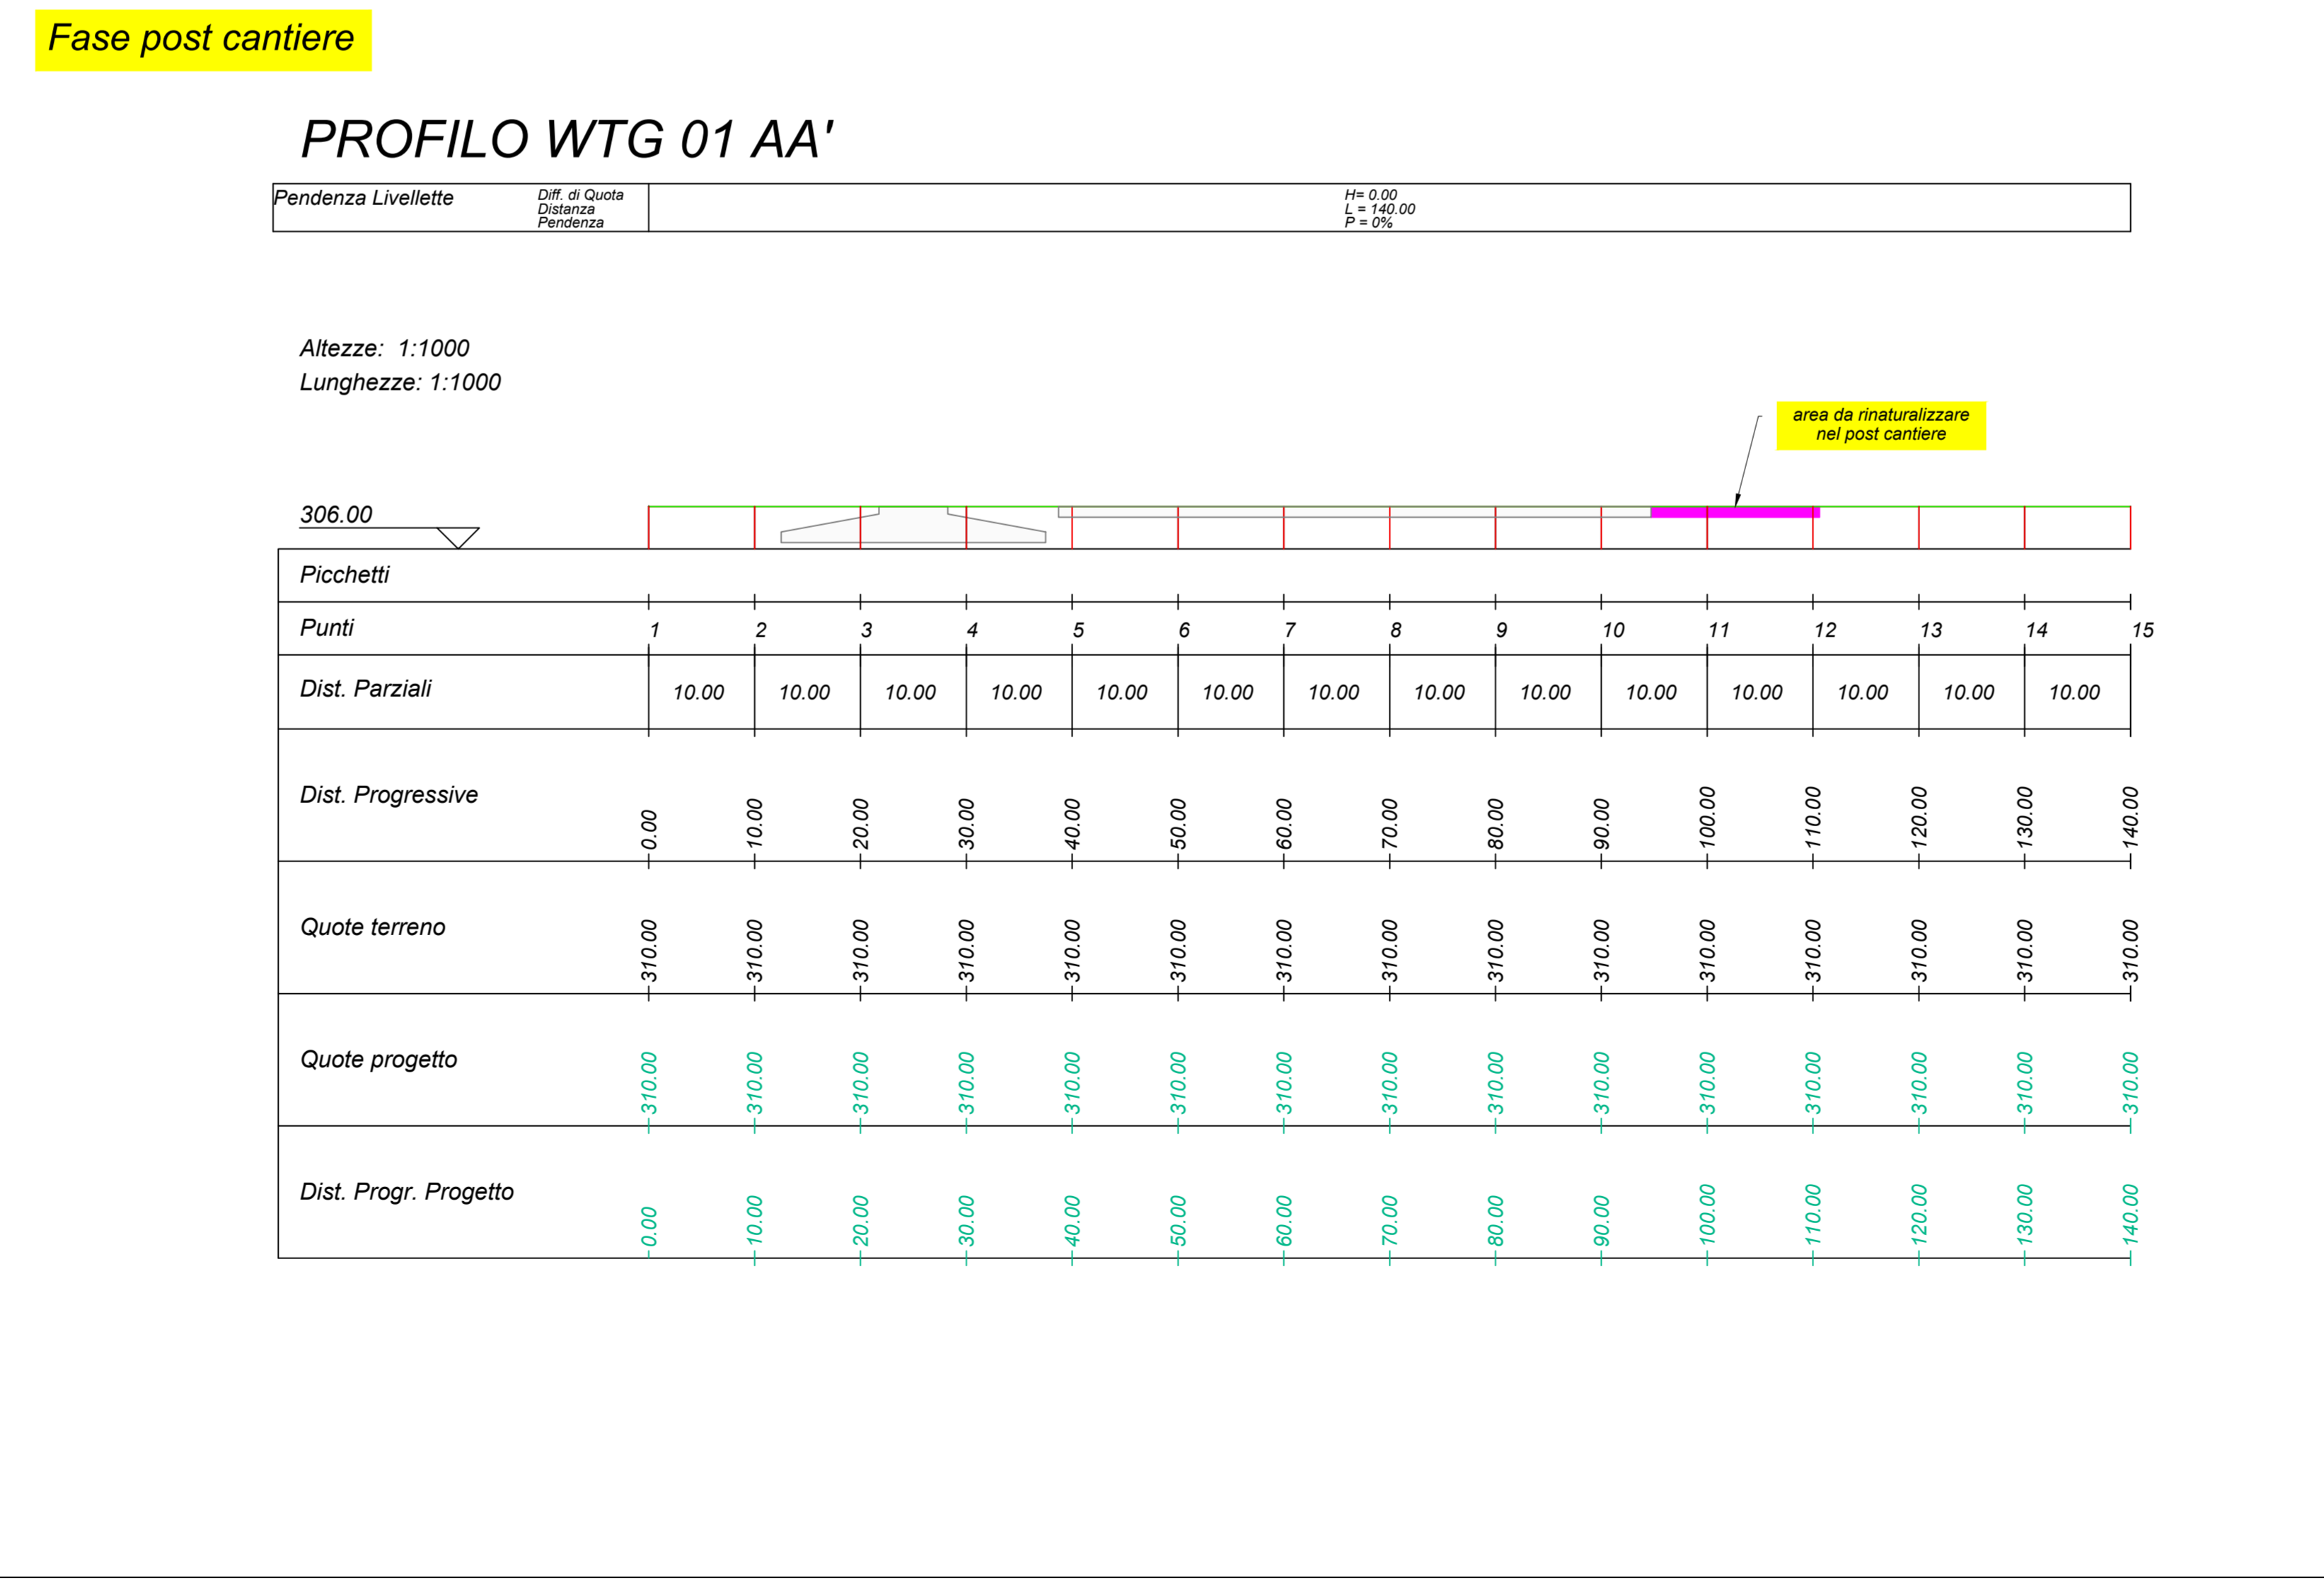 Fase post cantiere
PROFILO WTG 01 AA'
Pendenza Livellette
Diff. di Quota
Distanza
Pendenza
H= 0.00
L = 140.00
P = 0%
Altezze: 1:1000
Lunghezze: 1:1000
area da rinaturalizzare
nel post cantiere
306.00
Picchetti
Punti 1 2 3 4 5 6 7 8 9 10 11 12 13 14 15
Dist. Parziali 10.00 10.00 10.00 10.00 10.00 10.00 10.00 10.00 10.00 10.00 10.00 10.00 10.00 10.00
Dist. Progressive 0.00 10.00 20.00 30.00 40.00 50.00 60.00 70.00 80.00 90.00 100.00 110.00 120.00 130.00 140.00
Quote terreno 310.00 310.00 310.00 310.00 310.00 310.00 310.00 310.00 310.00 310.00 310.00 310.00 310.00 310.00 310.00
Quote progetto 310.00 310.00 310.00 310.00 310.00 310.00 310.00 310.00 310.00 310.00 310.00 310.00 310.00 310.00 310.00
Dist. Progr. Progetto 0.00 10.00 20.00 30.00 40.00 50.00 60.00 70.00 80.00 90.00 100.00 110.00 120.00 130.00 140.00